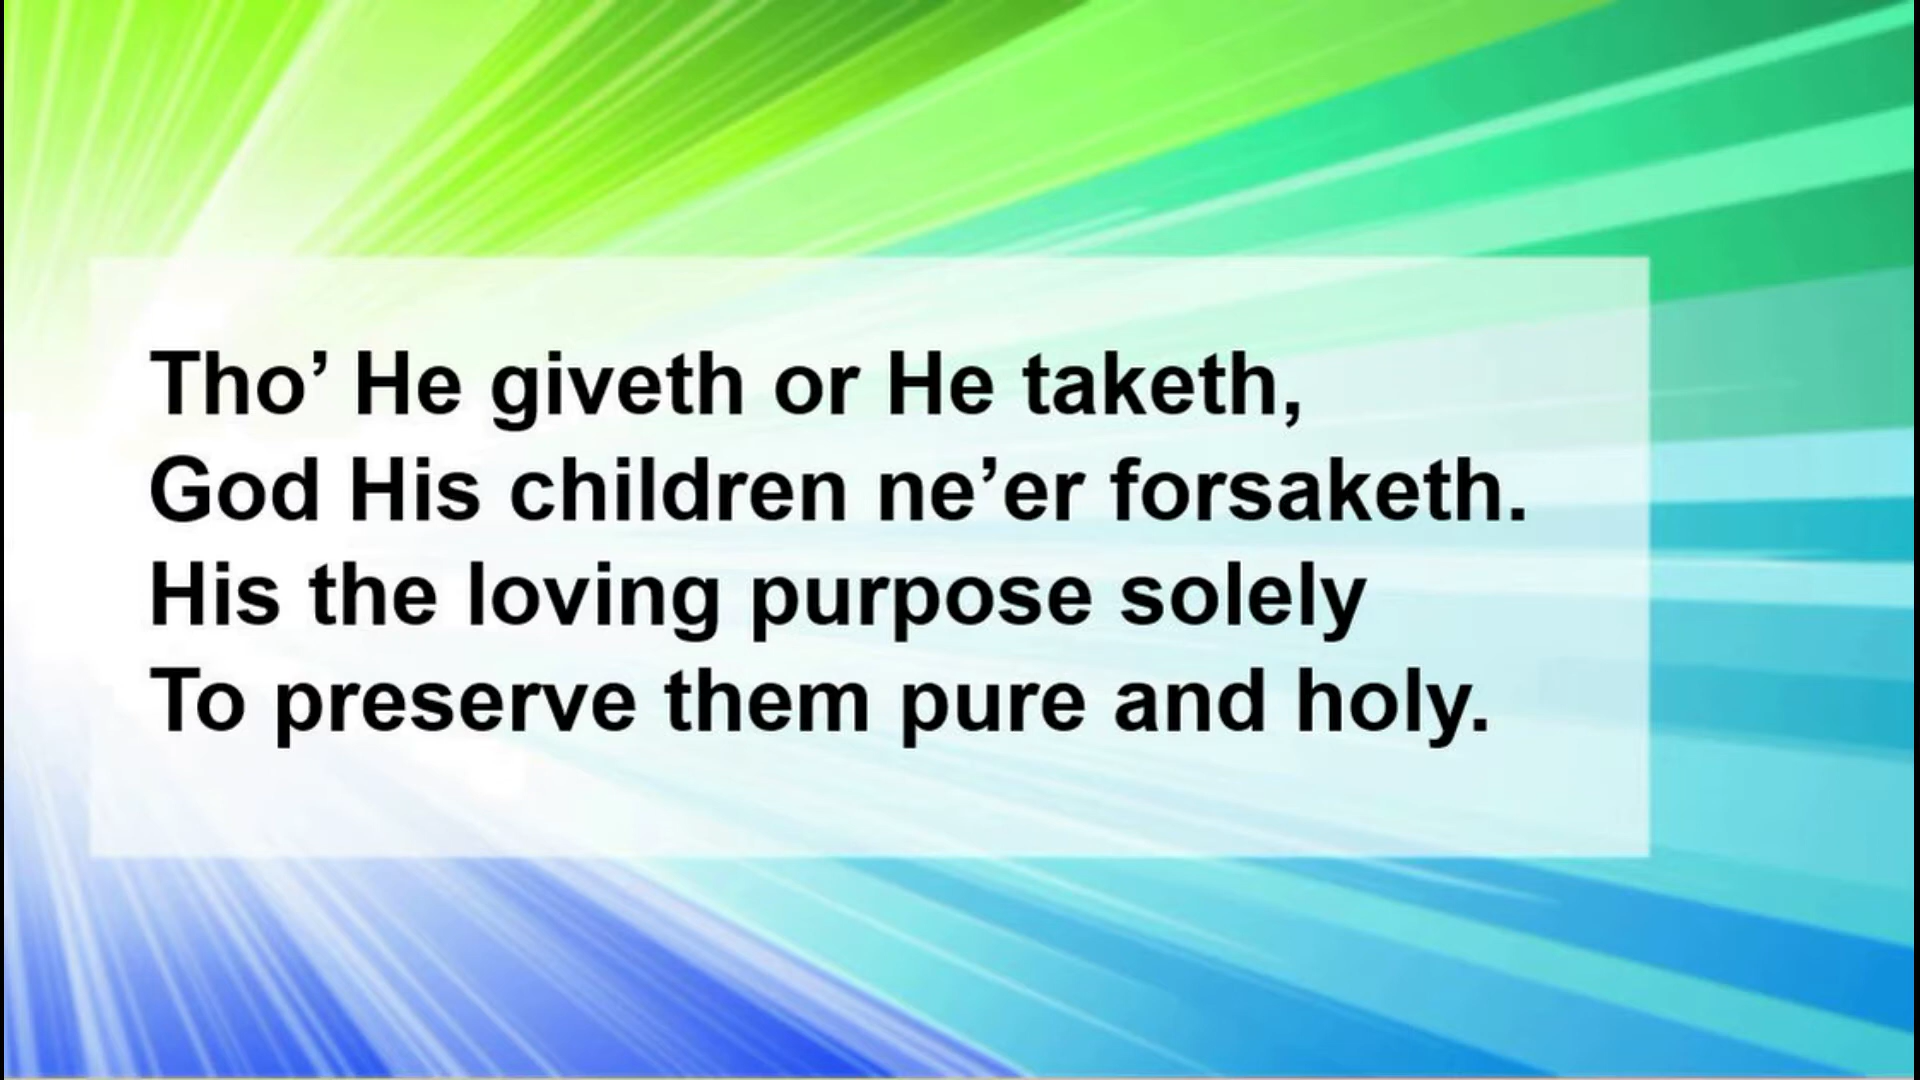 Tho’ He giveth or He taketh,
God His children ne’er forsaketh.
His the loving purpose solely
To preserve them pure and holy.